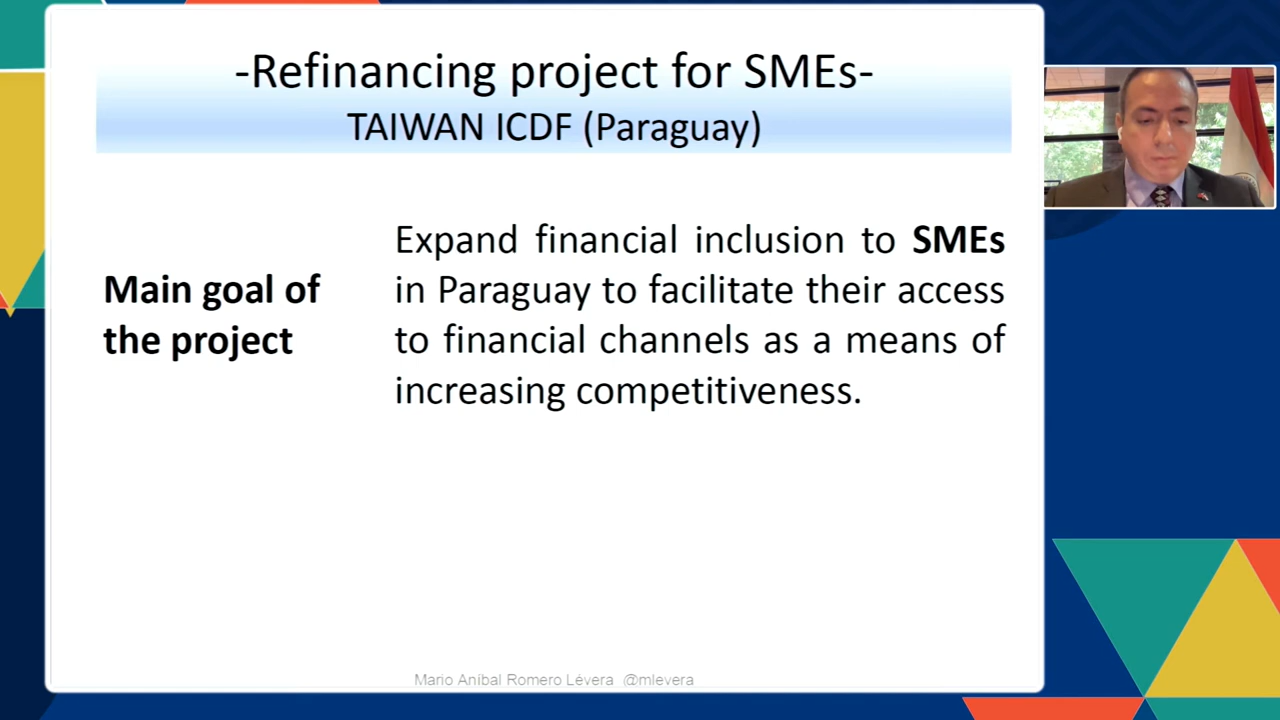 -Refinancing project for SMEs-
TAIWAN ICDF (Paraguay)
Main goal of
the project
Expand financial inclusion to SMEs
in Paraguay to facilitate their access
to financial channels as a means of
increasing competitiveness.
Mario Aníbal Romero Lévera @mlevera